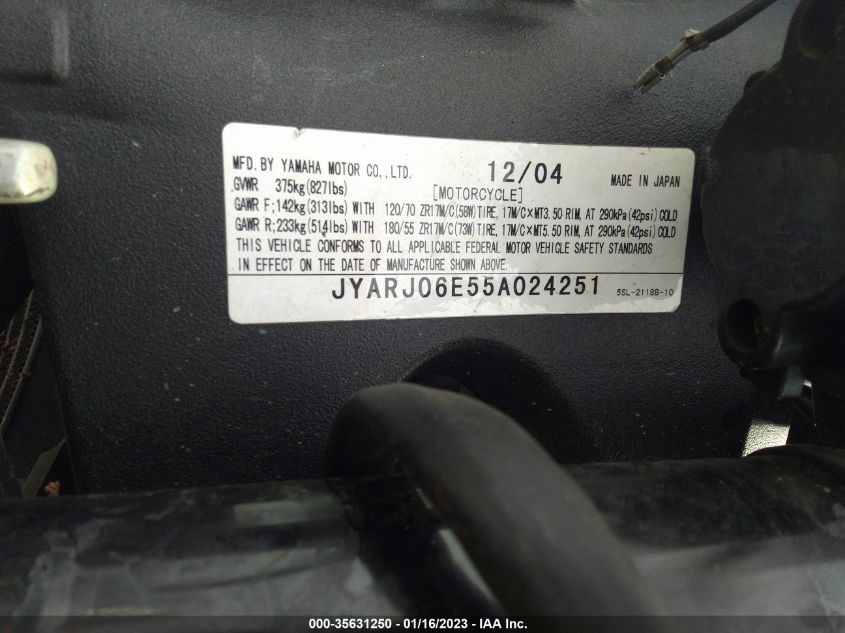 MFD. BY YAMAHA MOTOR CO.,LTD. 12/04 MADE IN JAPAN
GVWR 375kg(827lbs) [MOTORCYCLE]
GAWR F;142kg(313lbs) WITH 120/70 ZR17M/C(58W)TIRE, 17M/C×MT3.50 RIM, AT 290kPa(42psi) COLD
GAWR R;233kg(514lbs) WITH 180/55 ZR17M/C(73W)TIRE, 17M/C×MT5.50 RIM, AT 290kPa(42psi) COLD
THIS VEHICLE CONFORMS TO ALL APPLICABLE FEDERAL MOTOR VEHICLE SAFETY STANDARDS
IN EFFECT ON THE DATE OF MANUFACTURE SHOWN ABOVE.
JYARJ06E55A024251 5SL-2118B-10
000-35631250 - 01/16/2023 - IAA Inc.